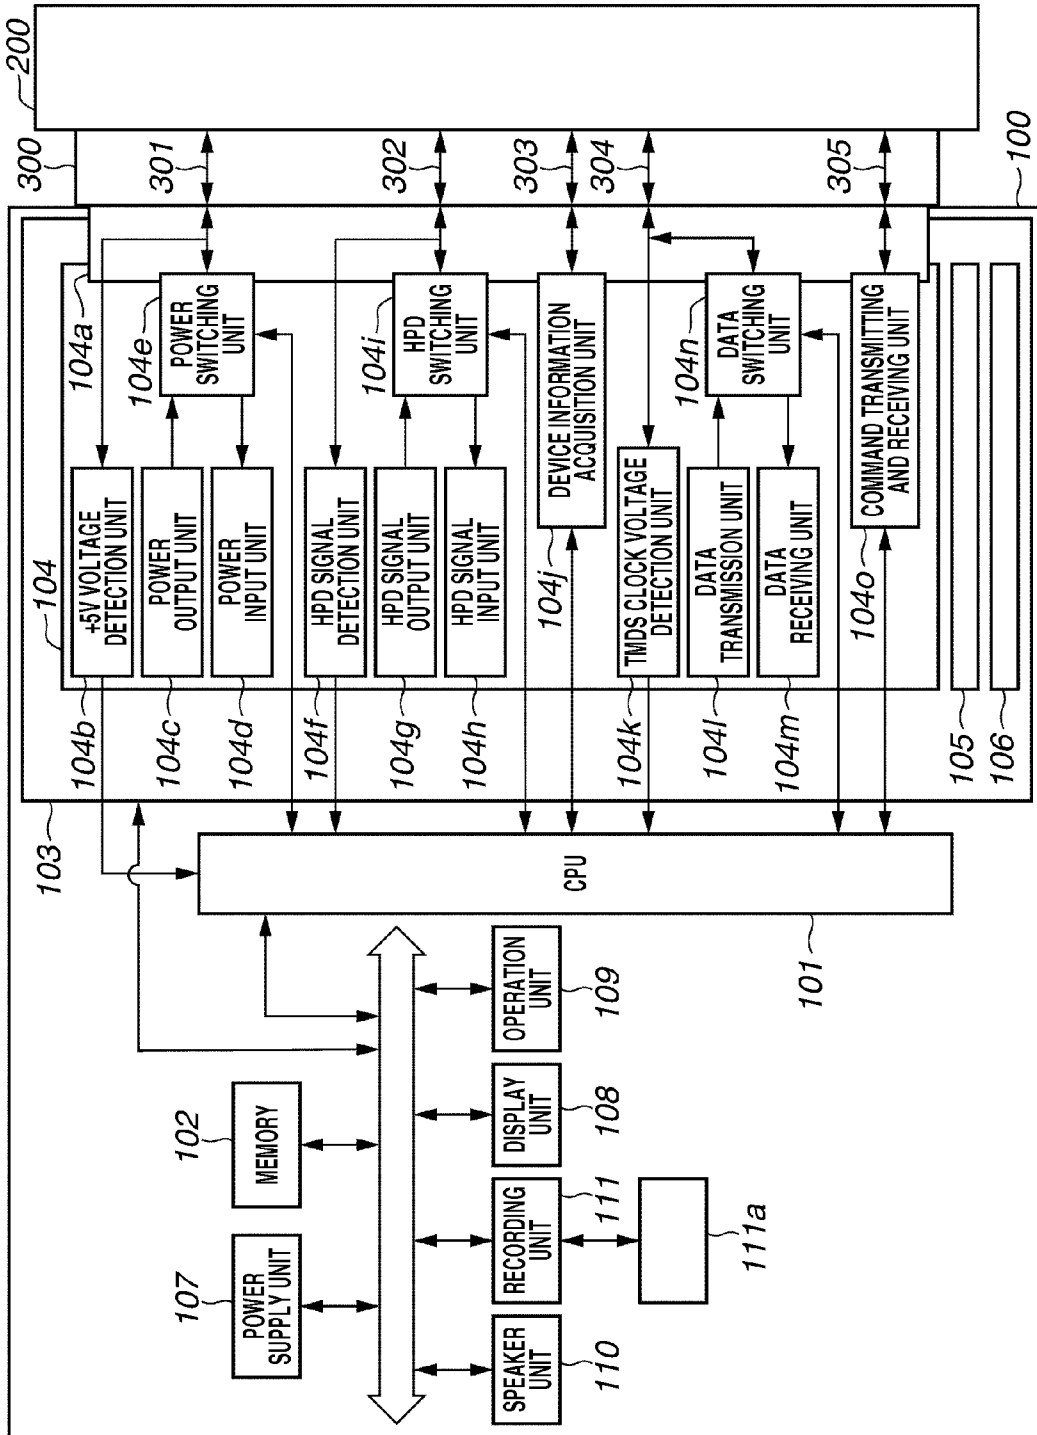 200
300
301
302
303
304
305
100
104a
104e
POWER
SWITCHING
UNIT
104i
HPD
SWITCHING
UNIT
DEVICE INFORMATION
ACQUISITION UNIT
104j
104n
DATA
SWITCHING
UNIT
COMMAND TRANSMITTING
AND RECEIVING UNIT
104o
104
+5V VOLTAGE
DETECTION UNIT
104b
POWER
OUTPUT UNIT
104c
POWER
INPUT UNIT
104d
HPD SIGNAL
DETECTION UNIT
104f
HPD SIGNAL
OUTPUT UNIT
104g
HPD SIGNAL
INPUT UNIT
104h
TMDS CLOCK VOLTAGE
DETECTION UNIT
104k
DATA
TRANSMISSION UNIT
104l
DATA
RECEIVING UNIT
104m
105
106
103
CPU
101
OPERATION
UNIT
109
102
MEMORY
DISPLAY
UNIT
108
107
POWER
SUPPLY UNIT
RECORDING
UNIT
111
111a
SPEAKER
UNIT
110